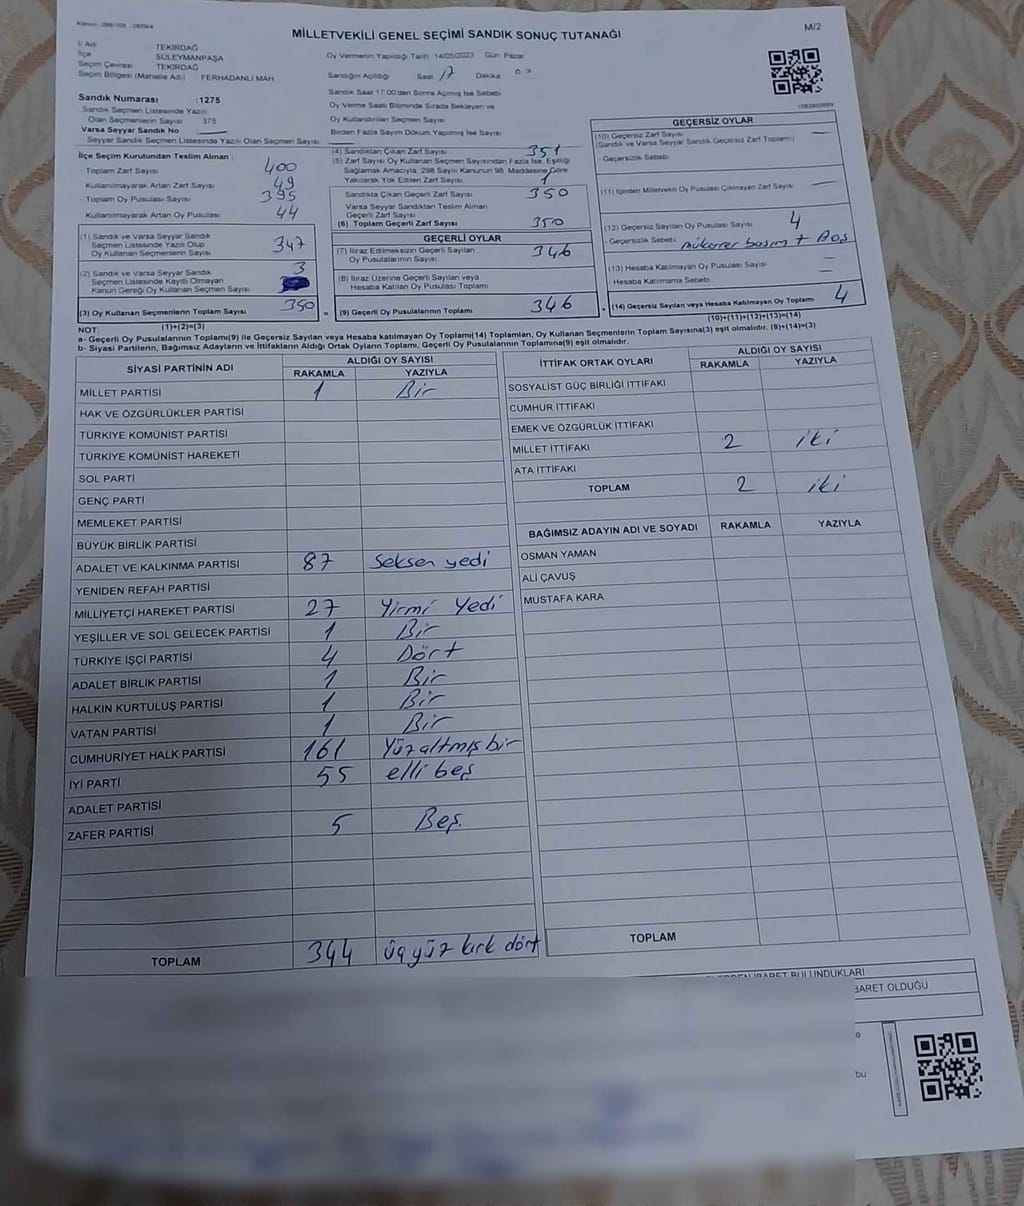 MİLLETVEKİLİ GENEL SEÇİMİ SANDIK SONUÇ TUTANAĞI
M/2
İl Adı TEKİRDAĞ
İlçe SÜLEYMANPAŞA
Seçim Çevresi TEKİRDAĞ
Seçim Bölgesi (Mahalle Adı) FERHADANLI MAH.
Oy Vermenin Yapıldığı Tarih 14/05/2023 Gün: Pazar
Sandığın Açıldığı Saat 17 Dakika 00
Sandık Saat 17.00'den Sonra Açılmış İse Sebebi
Oy Verme Saati Bitiminde Sırada Bekleyen ve
Oy Kullandırılan Seçmen Sayısı
Birden Fazla Sayım Döküm Yapılmış İse Sayısı
Sandık Numarası :1275
Sandık Seçmen Listesinde Yazılı
Olan Seçmenlerin Sayısı 375
Varsa Seyyar Sandık No
Seyyar Sandık Seçmen Listesinde Yazılı Olan Seçmen Sayısı
İlçe Seçim Kurulundan Teslim Alınan
Toplam Zarf Sayısı 400
Kullanılmayarak Artan Zarf Sayısı 49
Toplam Oy Pusulası Sayısı 395
Kullanılmayarak Artan Oy Pusulası 44
(1) Sandık ve Varsa Seyyar Sandık
Seçmen Listesinde Yazılı Olup
Oy Kullanan Seçmenlerin Sayısı 347
(2) Sandık ve Varsa Seyyar Sandık
Seçmen Listesinde Kayıtlı Olmayan
Kanun Gereği Oy Kullanan Seçmen Sayısı 3
(3) Oy Kullanan Seçmenlerin Toplam Sayısı 350
(1)+(2)=(3)
(4) Sandıktan Çıkan Zarf Sayısı 351
(5) Zarf Sayısı Oy Kullanan Seçmen Sayısından Fazla İse, Eşitliği
Sağlamak Amacıyla, 298 Sayılı Kanunun 98. Maddesine Göre
Yakılarak Yok Edilen Zarf Sayısı 1
Sandıkta Çıkan Geçerli Zarf Sayısı 350
Varsa Seyyar Sandıktan Teslim Alınan
Geçerli Zarf Sayısı
(6) Toplam Geçerli Zarf Sayısı 350
GEÇERLİ OYLAR
(7) İtiraz Edilmeksizin Geçerli Sayılan
Oy Pusulalarının Sayısı 346
(8) İtiraz Üzerine Geçerli Sayılan veya
Hesaba Katılan Oy Pusulası Toplamı
= (9) Geçerli Oy Pusulalarının Toplamı 346
GEÇERSİZ OYLAR
(10) Geçersiz Zarf Sayısı
(Sandık ve Varsa Seyyar Sandık Geçersiz Zarf Toplamı)
Geçersizlik Sebebi
(11) İçinden Milletvekili Oy Pusulası Çıkmayan Zarf Sayısı
(12) Geçersiz Sayılan Oy Pusulası Sayısı 4
Geçersizlik Sebebi mükerrer basım + Boş
(13) Hesaba Katılmayan Oy Pusulası Sayısı
Hesaba Katılmama Sebebi
+ (14) Geçersiz Sayılan veya Hesaba Katılmayan Oy Toplamı 4
(10)+(11)+(12)+(13)=(14)
NOT:
a- Geçerli Oy Pusulalarının Toplamı(9) ile Geçersiz Sayılan veya Hesaba Katılmayan Oy Toplamı(14) Toplamları, Oy Kullanan Seçmenlerin Toplam Sayısına(3) eşit olmalıdır. (9)+(14)=(3)
b- Siyasi Partilerin, Bağımsız Adayların ve İttifakların Aldığı Ortak Oyların Toplamı, Geçerli Oy Pusulalarının Toplamına(9) eşit olmalıdır.
SİYASİ PARTİNİN ADI ALDIĞI OY SAYISI
RAKAMLA YAZIYLA
MİLLET PARTİSİ 1 Bir
HAK VE ÖZGÜRLÜKLER PARTİSİ
TÜRKİYE KOMÜNİST PARTİSİ
TÜRKİYE KOMÜNİST HAREKETİ
SOL PARTİ
GENÇ PARTİ
MEMLEKET PARTİSİ
BÜYÜK BİRLİK PARTİSİ
ADALET VE KALKINMA PARTİSİ 87 Seksen yedi
YENİDEN REFAH PARTİSİ
MİLLİYETÇİ HAREKET PARTİSİ 27 Yirmi Yedi
YEŞİLLER VE SOL GELECEK PARTİSİ 1 Bir
TÜRKİYE İŞÇİ PARTİSİ 4 Dört
ADALET BİRLİK PARTİSİ 1 Bir
HALKIN KURTULUŞ PARTİSİ 1 Bir
VATAN PARTİSİ 1 Bir
CUMHURİYET HALK PARTİSİ 161 Yüzaltmış bir
İYİ PARTİ 55 elli beş
ADALET PARTİSİ
ZAFER PARTİSİ 5 Beş
TOPLAM 344 üçyüz kırk dört
İTTİFAK ORTAK OYLARI ALDIĞI OY SAYISI
RAKAMLA YAZIYLA
SOSYALİST GÜÇ BİRLİĞİ İTTİFAKI
CUMHUR İTTİFAKI
EMEK VE ÖZGÜRLÜK İTTİFAKI
MİLLET İTTİFAKI 2 iki
ATA İTTİFAKI
TOPLAM 2 iki
BAĞIMSIZ ADAYIN ADI VE SOYADI RAKAMLA YAZIYLA
OSMAN YAMAN
ALİ ÇAVUŞ
MUSTAFA KARA
TOPLAM
İBARET BULUNDUKLARI
BARET OLDUĞU
bu